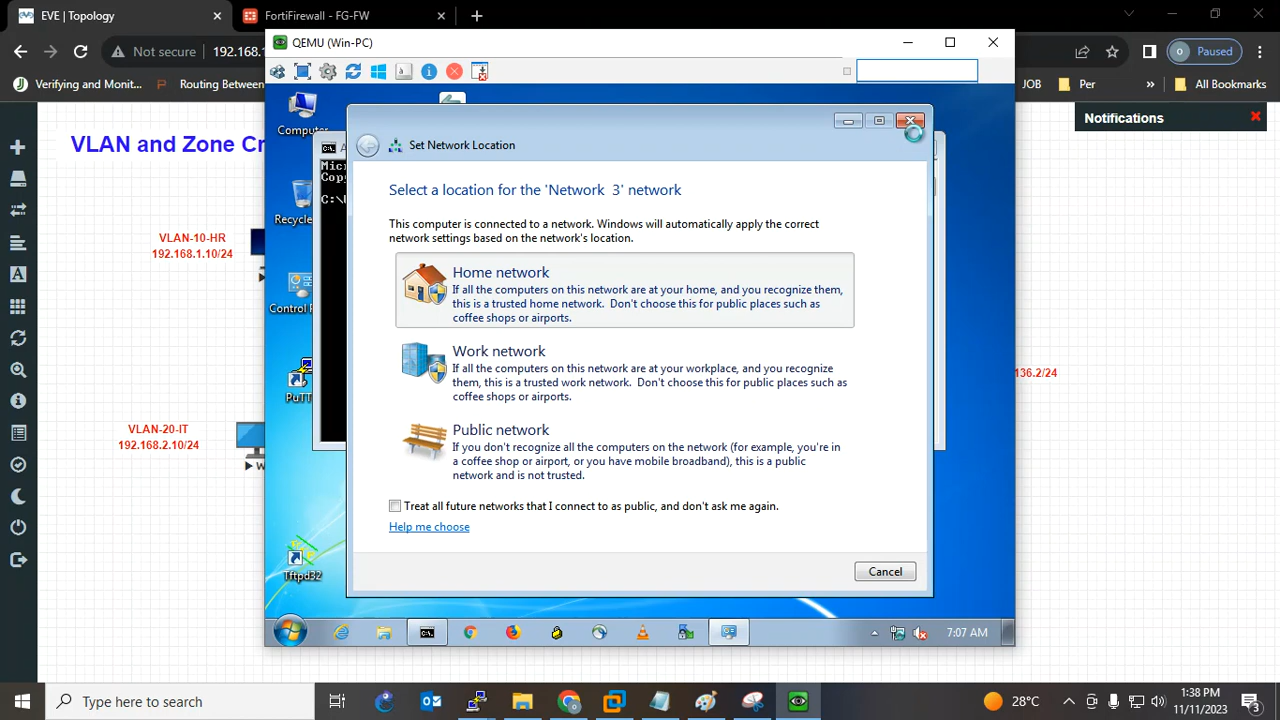 EVE | Topology
FortiFirewall - FG-FW
QEMU (Win-PC)
Not secure
192.168.1
Paused
Verifying and Monit...
Routing Between
JOB
Per
»
All Bookmarks
Notifications
VLAN and Zone Cr
Computer
Set Network Location
Select a location for the 'Network 3' network
This computer is connected to a network. Windows will automatically apply the correct
network settings based on the network's location.
Home network
If all the computers on this network are at your home, and you recognize them,
this is a trusted home network. Don't choose this for public places such as
coffee shops or airports.
Work network
If all the computers on this network are at your workplace, and you recognize
them, this is a trusted work network. Don't choose this for public places such as
coffee shops or airports.
Public network
If you don't recognize all the computers on the network (for example, you're in
a coffee shop or airport, or you have mobile broadband), this is a public
network and is not trusted.
Treat all future networks that I connect to as public, and don't ask me again.
Help me choose
Cancel
Micr
Copy
C:\U
Recycle
Control P
PuTT
Tftpd32
VLAN-10-HR
192.168.1.10/24
VLAN-20-IT
192.168.2.10/24
W
136.2/24
7:07 AM
Type here to search
28°C
1:38 PM
11/11/2023
3